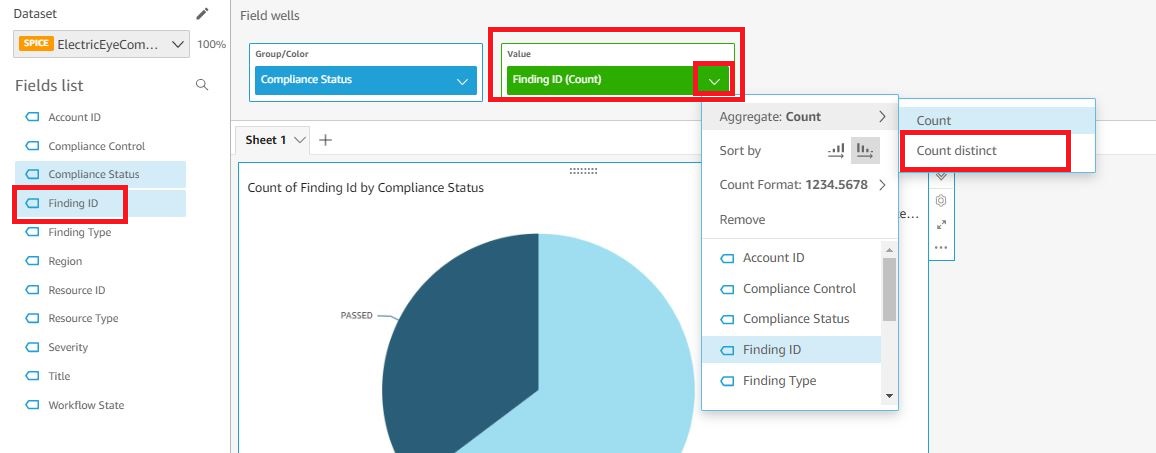 Dataset
SPICE ElectricEyeCom... 100%
Fields list
Account ID
Compliance Control
Compliance Status
Finding ID
Finding Type
Region
Resource ID
Resource Type
Severity
Title
Workflow State
Field wells
Group/Color
Compliance Status
Value
Finding ID (Count)
Sheet 1
Count of Finding Id by Compliance Status
PASSED
Aggregate: Count
Sort by
Count Format: 1234.5678
Remove
Account ID
Compliance Control
Compliance Status
Finding ID
Finding Type
Count
Count distinct